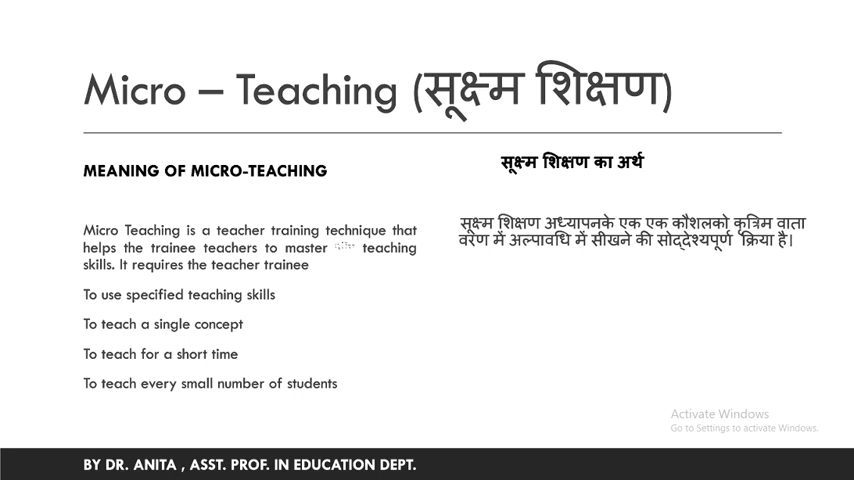 Micro – Teaching (सूक्ष्म शिक्षण)
MEANING OF MICRO-TEACHING
Micro Teaching is a teacher training technique that
helps the trainee teachers to master teaching
skills. It requires the teacher trainee
To use specified teaching skills
To teach a single concept
To teach for a short time
To teach every small number of students
सूक्ष्म शिक्षण का अर्थ
सूक्ष्म शिक्षण अध्यापनके एक एक कौशलको कृत्रिम वाता
वरण में अल्पावधि में सीखने की सोद्देश्यपूर्ण क्रिया है।
Activate Windows
Go to Settings to activate Windows.
BY DR. ANITA , ASST. PROF. IN EDUCATION DEPT.